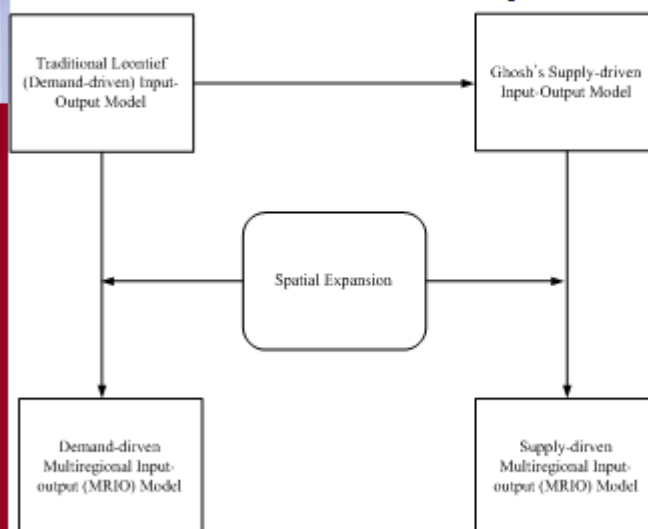 Traditional Leontief
(Demand-driven) Input-
Output Model
Ghosh's Supply-driven
Input-Output Model
Spatial Expansion
Demand-dirven
Multiregional Input-
output (MRIO) Model
Supply-dirven
Multiregional Input-
output (MRIO) Model